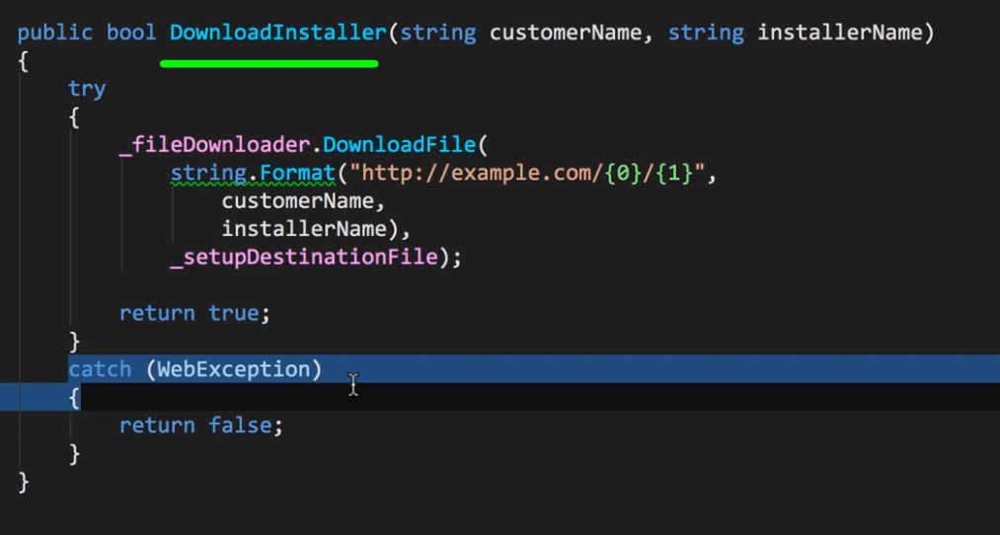 public bool DownloadInstaller(string customerName, string installerName)
{
try
{
_fileDownloader.DownloadFile(
string.Format("http://example.com/{0}/{1}",
customerName,
installerName),
_setupDestinationFile);
return true;
}
catch (WebException)
{
return false;
}
}